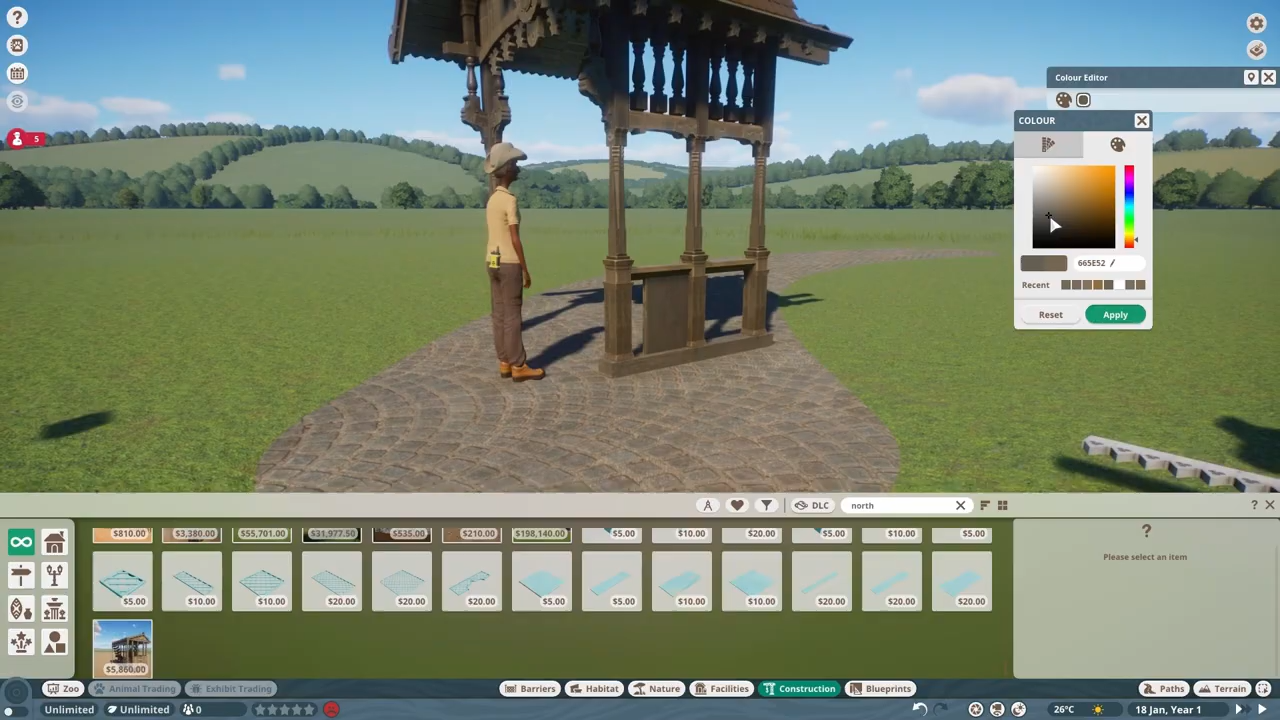 ?
Colour Editor
5
COLOUR
665E52 /
Recent
Reset Apply
DLC north ?
$810.00 $3,380.00 $55,701.00 $31,977.50 $535.00 $210.00 $198,140.00 $5.00 $10.00 $20.00 $5.00 $10.00 $5.00
?
Please select an item
$5.00 $10.00 $10.00 $20.00 $20.00 $20.00 $5.00 $5.00 $10.00 $10.00 $20.00 $20.00 $20.00
$5,860.00
Zoo Animal Trading Exhibit Trading Barriers Habitat Nature Facilities Construction Blueprints Paths Terrain
Unlimited Unlimited 0 26°C 18 Jan, Year 1